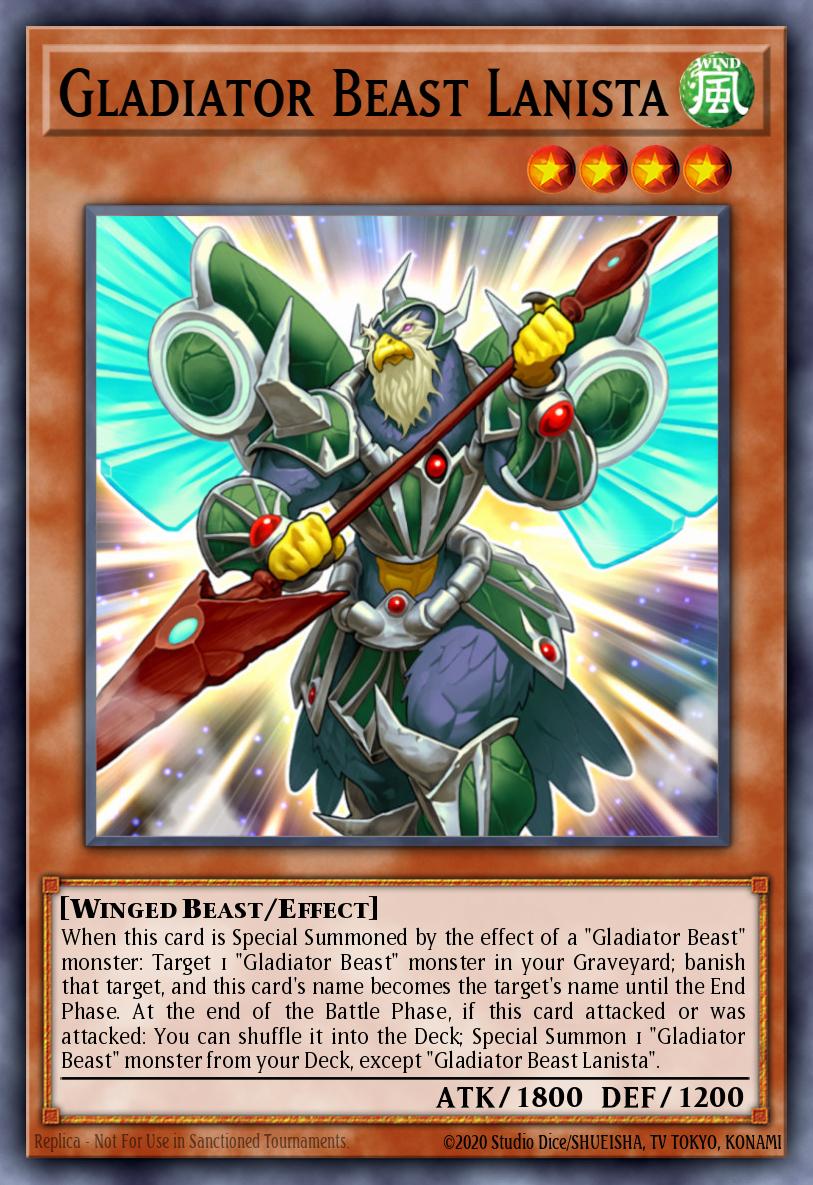 Gladiator Beast Lanista
WIND
風
[Winged Beast/Effect]
When this card is Special Summoned by the effect of a "Gladiator Beast"
monster: Target 1 "Gladiator Beast" monster in your Graveyard; banish
that target, and this card's name becomes the target's name until the End
Phase. At the end of the Battle Phase, if this card attacked or was
attacked: You can shuffle it into the Deck; Special Summon 1 "Gladiator
Beast" monster from your Deck, except "Gladiator Beast Lanista".
ATK/1800 DEF/1200
Replica - Not For Use in Sanctioned Tournaments.
©2020 Studio Dice/SHUEISHA, TV TOKYO, KONAMI